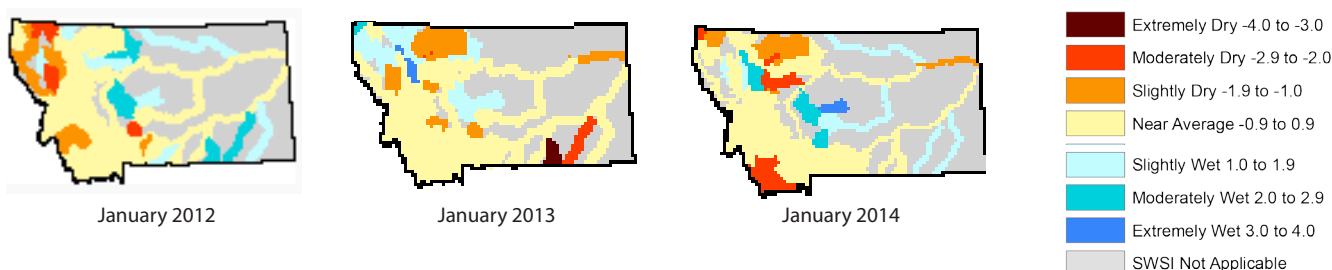 January 2012
January 2013
January 2014
Extremely Dry -4.0 to -3.0
Moderately Dry -2.9 to -2.0
Slightly Dry -1.9 to -1.0
Near Average -0.9 to 0.9
Slightly Wet 1.0 to 1.9
Moderately Wet 2.0 to 2.9
Extremely Wet 3.0 to 4.0
SWSI Not Applicable